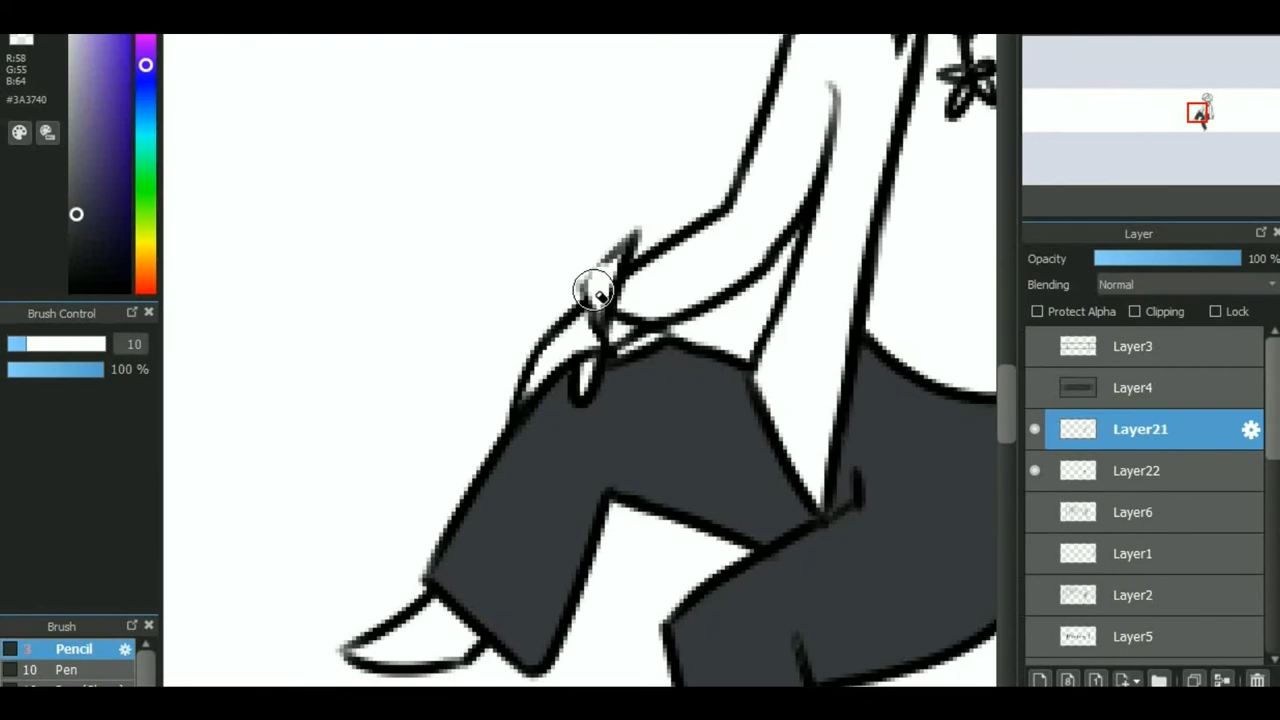 R:58
G:55
B:64
#3A3740
Brush Control
10
100 %
Brush
3 Pencil
10 Pen
Layer
Opacity 100 %
Blending Normal
Protect Alpha Clipping Lock
Layer3
Layer4
Layer21
Layer22
Layer6
Layer1
Layer2
Layer5